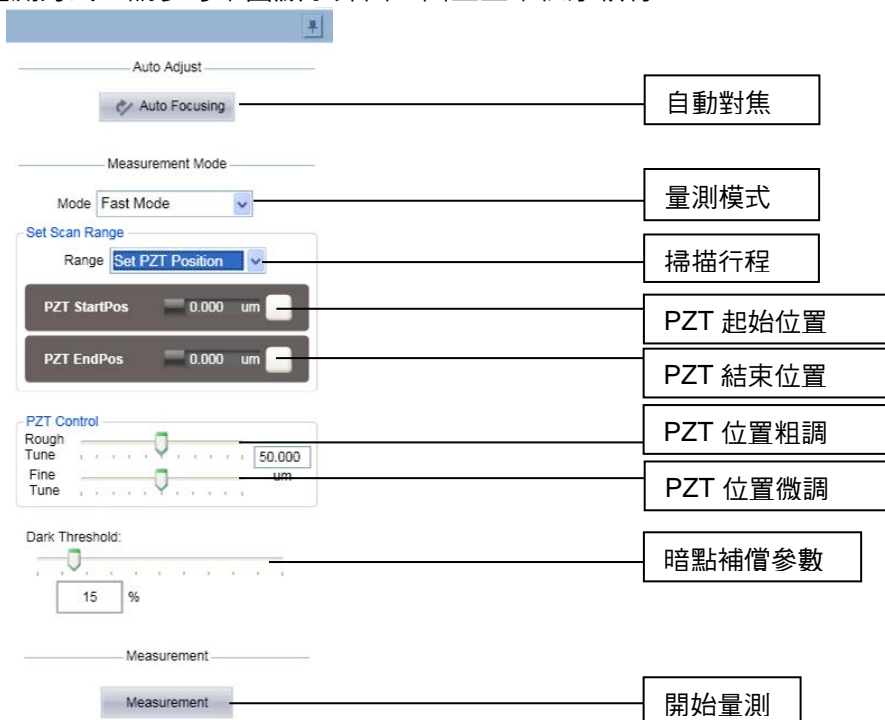 Auto Adjust
Auto Focusing
自動對焦
Measurement Mode
Mode Fast Mode
量測模式
Set Scan Range
Range Set PZT Position
掃描行程
PZT StartPos 0.000 um
PZT 起始位置
PZT EndPos 0.000 um
PZT 結束位置
PZT Control
Rough Tune
50.000 um
PZT 位置粗調
Fine Tune
PZT 位置微調
Dark Threshold:
暗點補償參數
15 %
Measurement
Measurement
開始量測